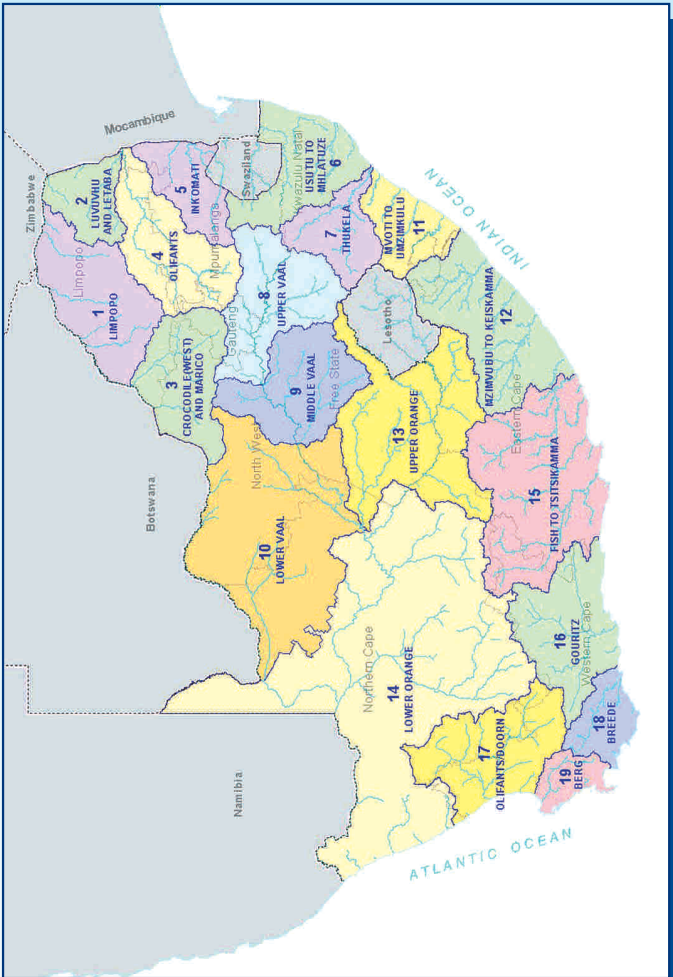 Zimbabwe
Mocambique
Botswana
Namibia
Swaziland
Lesotho
Limpopo
Mpumalanga
Gauteng
North West
Free State
Kwazulu Natal
Northern Cape
Eastern Cape
Western Cape
INDIAN OCEAN
ATLANTIC OCEAN
1
LIMPOPO
2
LUVUVHU
AND LETABA
3
CROCODILE(WEST)
AND MARICO
4
OLIFANTS
5
INKOMATI
6
USUTU TO
MHLATUZE
7
THUKELA
8
UPPER VAAL
9
MIDDLE VAAL
10
LOWER VAAL
11
MVOTI TO
UMZIMKULU
12
MZIMVUBU TO KEISKAMMA
13
UPPER ORANGE
14
LOWER ORANGE
15
FISH TO TSITSIKAMMA
16
GOURITZ
17
OLIFANTS/DOORN
18
BREEDE
19
BERG